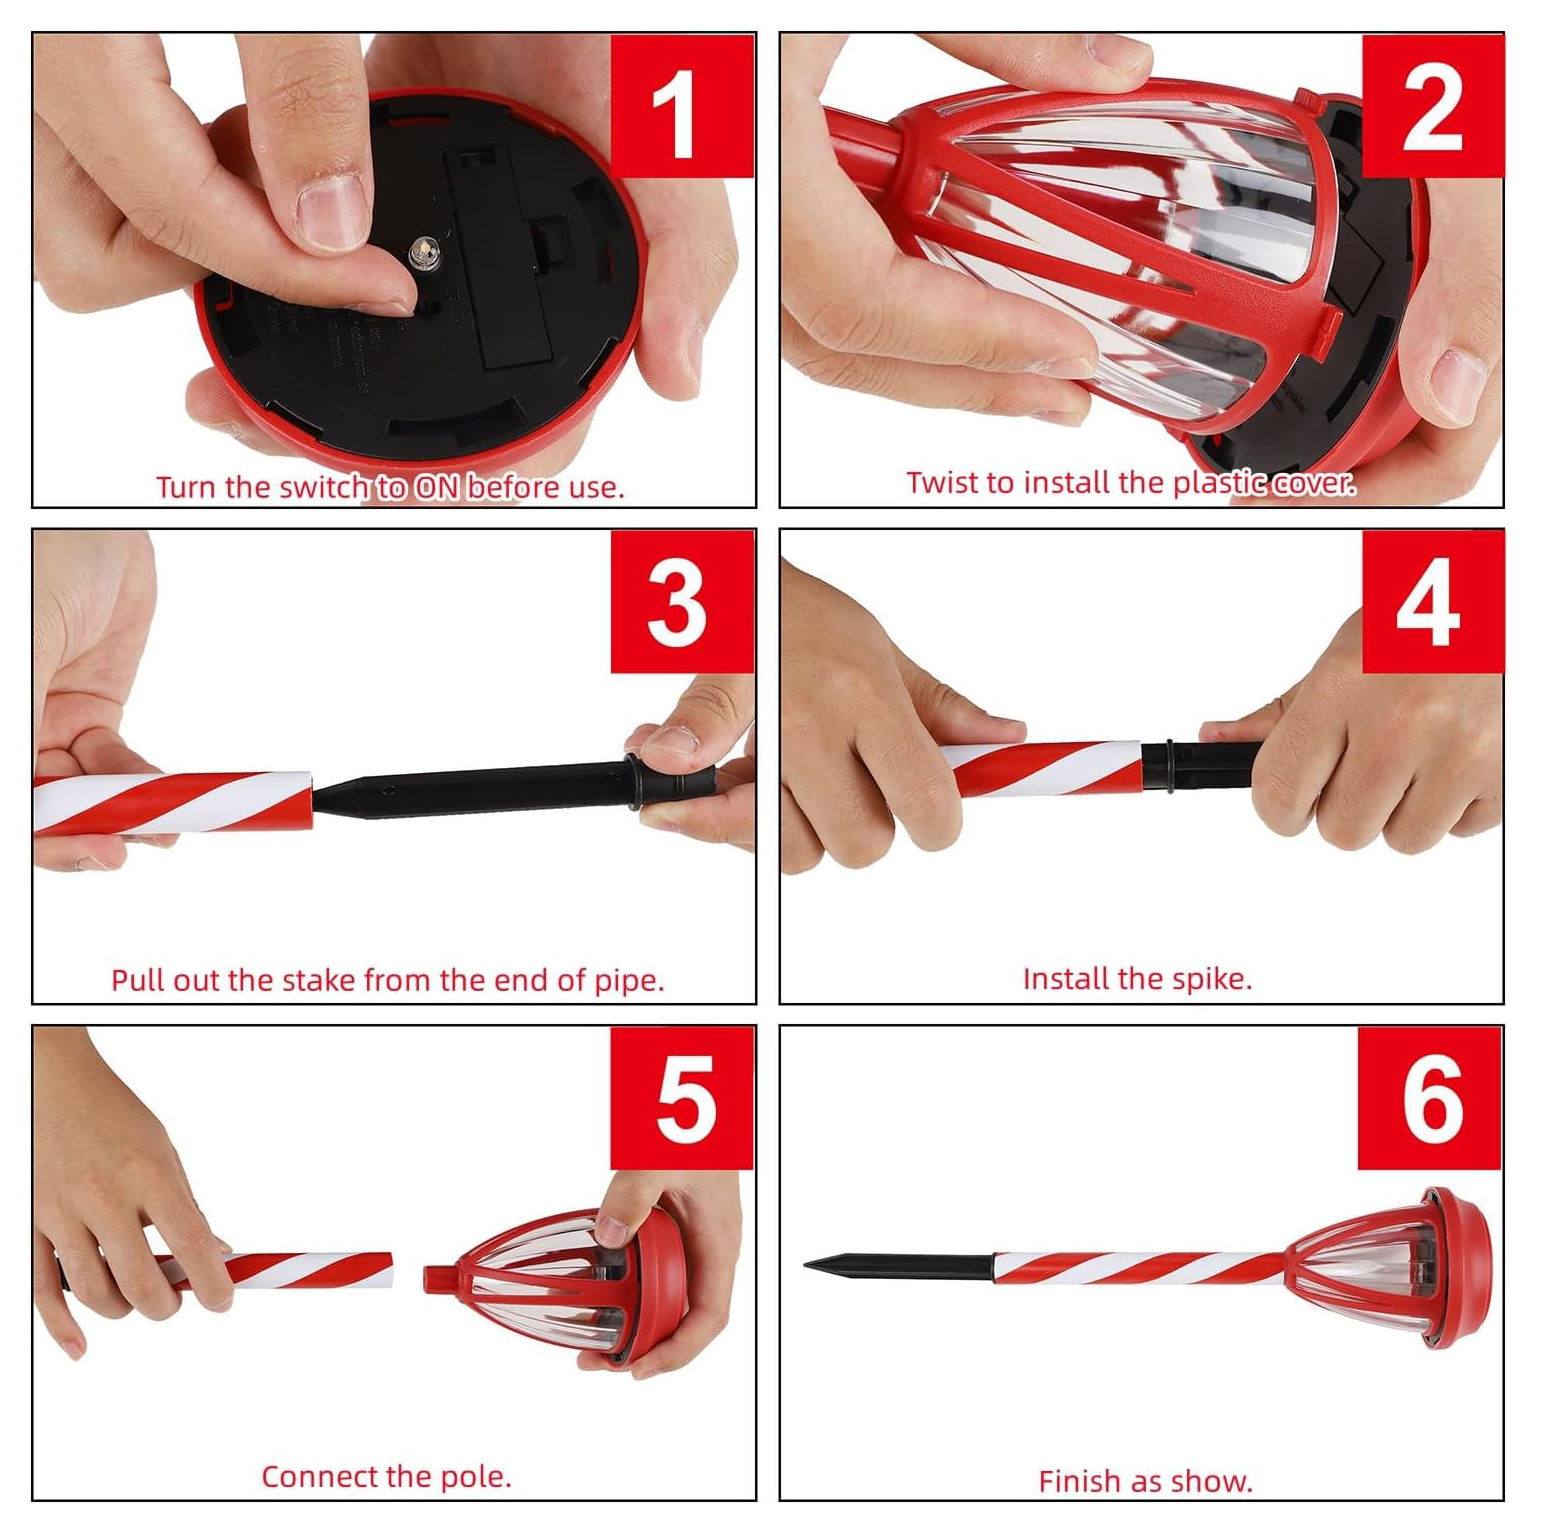 1
Turn the switch to ON before use.
2
Twist to install the plastic cover.
3
Pull out the stake from the end of pipe.
4
Install the spike.
5
Connect the pole.
6
Finish as show.